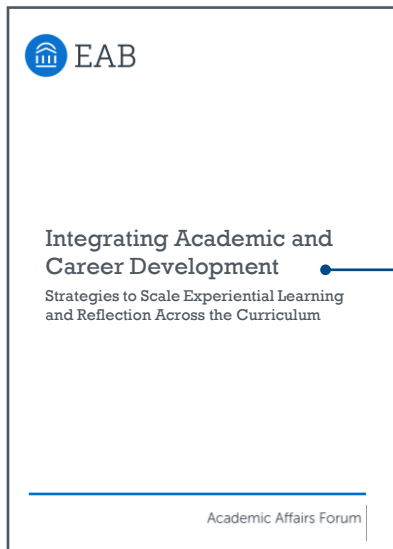 EAB
Integrating Academic and
Career Development
Strategies to Scale Experiential Learning
and Reflection Across the Curriculum
Academic Affairs Forum